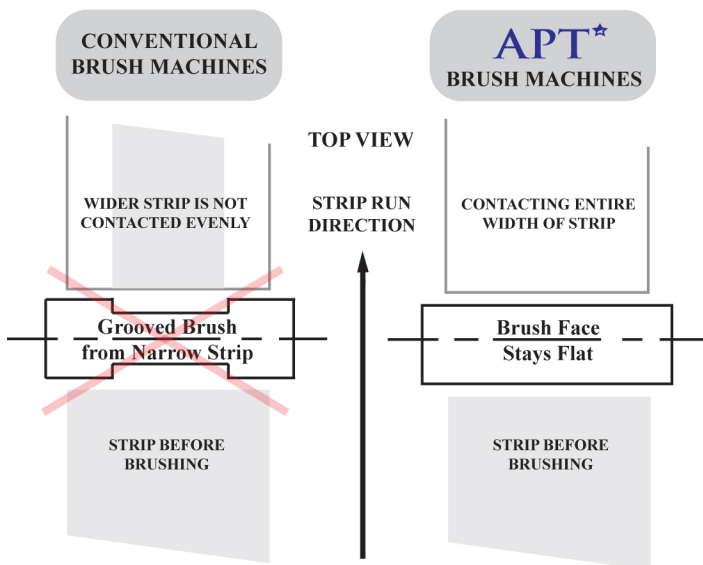 CONVENTIONAL
BRUSH MACHINES
APT
BRUSH MACHINES
TOP VIEW
WIDER STRIP IS NOT
CONTACTED EVENLY
STRIP RUN
DIRECTION
CONTACTING ENTIRE
WIDTH OF STRIP
Grooved Brush
from Narrow Strip
Brush Face
Stays Flat
STRIP BEFORE
BRUSHING
STRIP BEFORE
BRUSHING